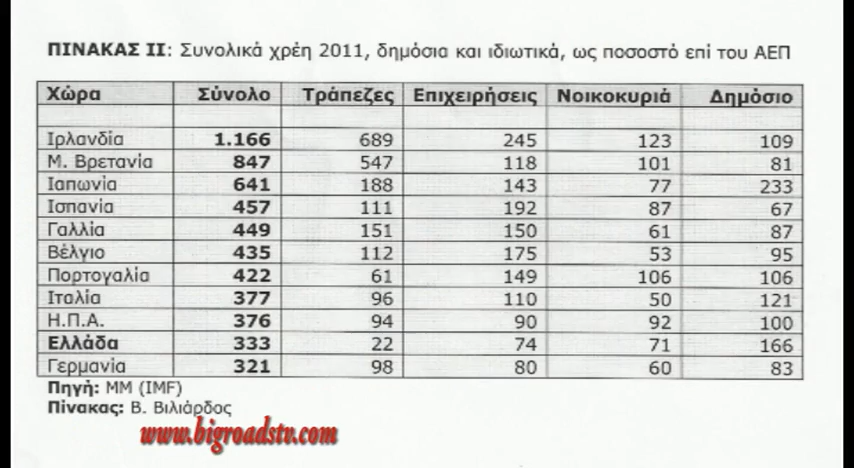 ΠΙΝΑΚΑΣ ΙΙ: Συνολικά χρέη 2011, δημόσια και ιδιωτικά, ως ποσοστό επί του ΑΕΠ
Χώρα Σύνολο Τράπεζες Επιχειρήσεις Νοικοκυριά Δημόσιο
Ιρλανδία 1.166 689 245 123 109
Μ. Βρετανία 847 547 118 101 81
Ιαπωνία 641 188 143 77 233
Ισπανία 457 111 192 87 67
Γαλλία 449 151 150 61 87
Βέλγιο 435 112 175 53 95
Πορτογαλία 422 61 149 106 106
Ιταλία 377 96 110 50 121
Η.Π.Α. 376 94 90 92 100
Ελλάδα 333 22 74 71 166
Γερμανία 321 98 80 60 83
Πηγή: MM (IMF)
Πίνακας: Β. Βιλιάρδος
www.bigroadstv.com